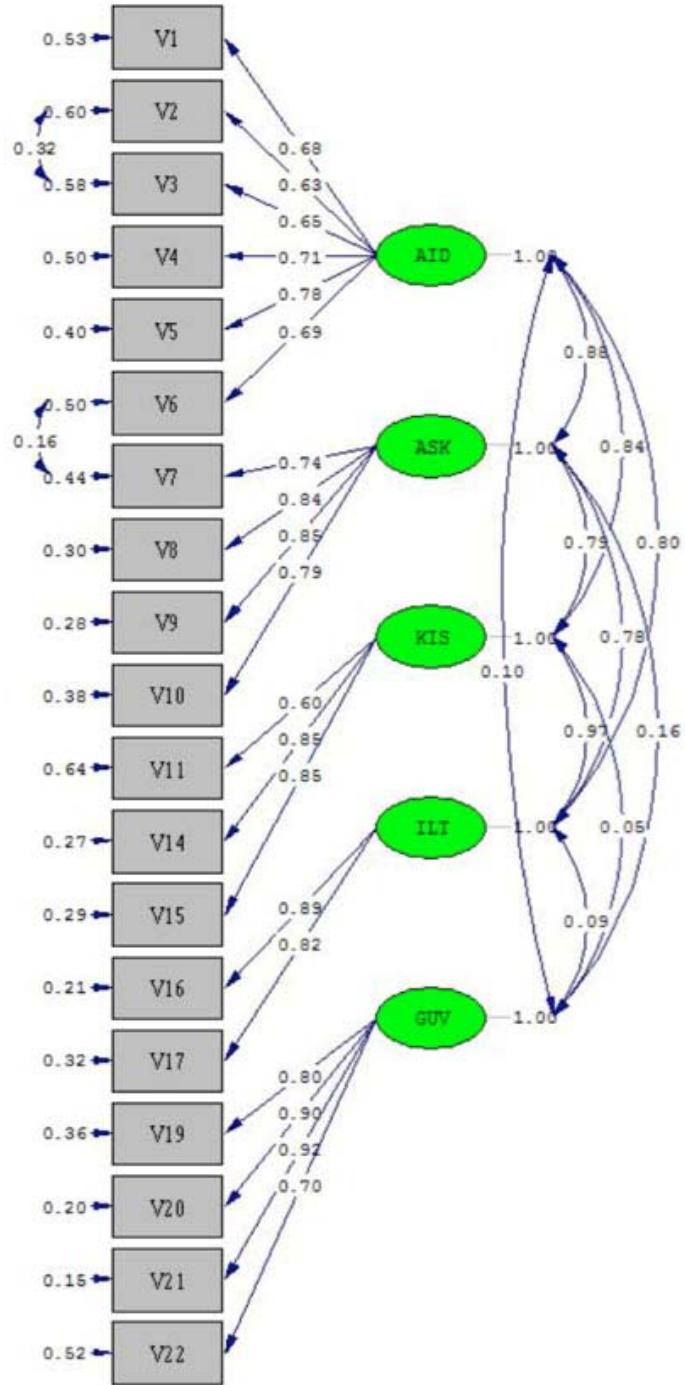 0.53 V1
0.60 V2
0.32
0.58 V3
0.50 V4
0.40 V5
0.50 V6
0.16
0.44 V7
0.30 V8
0.28 V9
0.38 V10
0.64 V11
0.27 V14
0.29 V15
0.21 V16
0.32 V17
0.36 V19
0.20 V20
0.15 V21
0.52 V22
0.68
0.63
0.65
0.71
0.78
0.69
0.74
0.84
0.85
0.79
0.60
0.85
0.85
0.89
0.82
0.80
0.90
0.92
0.70
AID 1.00
ASK 1.00
KIS 1.00
ILT 1.00
GUV 1.00
0.88
0.84
0.79
0.80
0.78
0.10
0.97
0.16
0.05
0.09